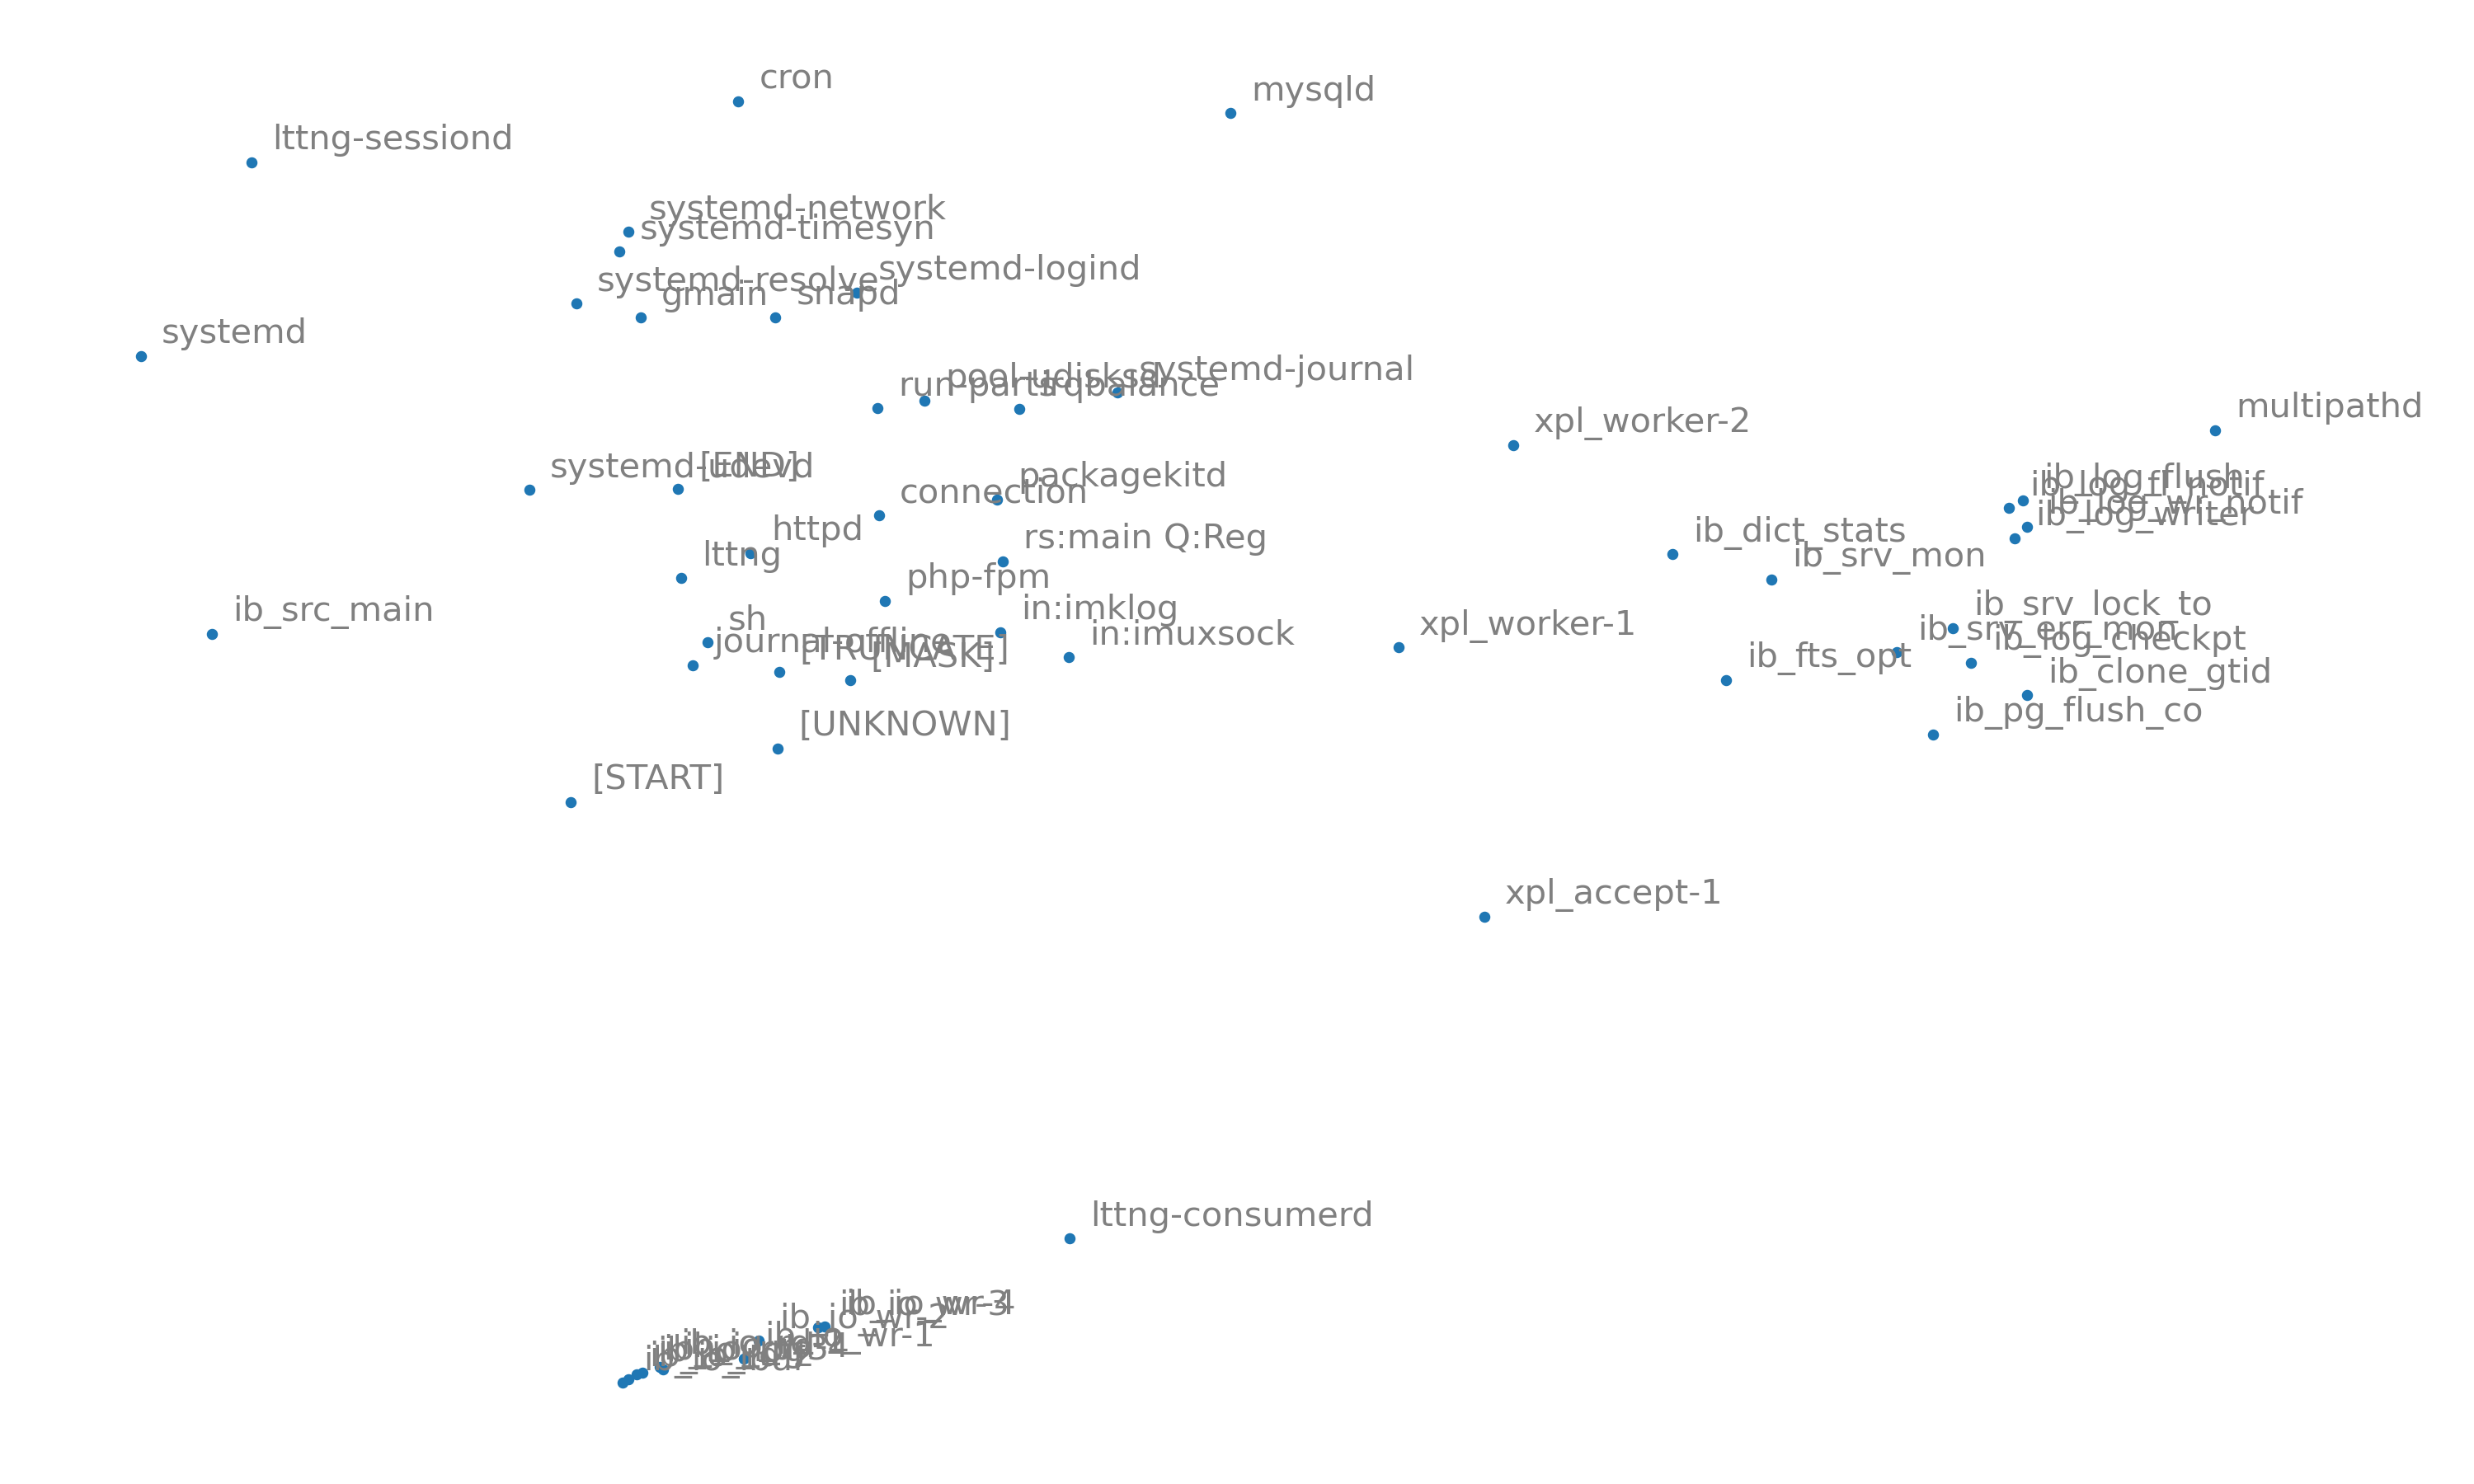 cron
mysqld
lttng-sessiond
systemd-network
systemd-timesyn
systemd-logind
systemd-resolve
gmain
snapd
systemd
systemd-journal
pool-udisksd
run-parts
irqbalance
multipathd
xpl_worker-2
systemd-udevd
[END]
packagekitd
connection
ib_log_flush
ib_log_fl_notif
ib_log_wr_notif
ib_log_writer
httpd
rs:main Q:Reg
ib_dict_stats
lttng
ib_srv_mon
php-fpm
ib_src_main
sh
in:imklog
in:imuxsock
xpl_worker-1
ib_srv_lock_to
ib_srv_err_mon
ib_log_checkpt
journal-offline
[TRUNCATE]
[MASK]
ib_fts_opt
ib_clone_gtid
ib_pg_flush_co
[UNKNOWN]
[START]
xpl_accept-1
lttng-consumerd
ib_io_wr-3
ib_io_wr-4
ib_io_wr-2
ib_io_wr-1